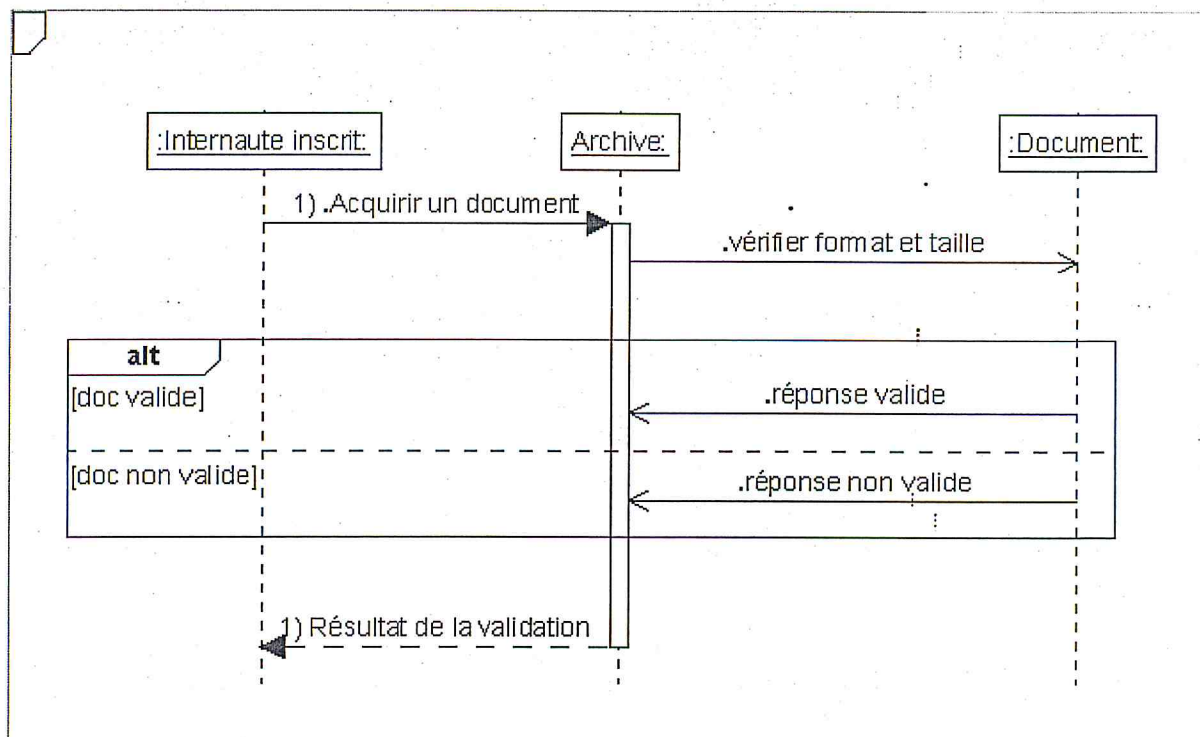 :Internaute inscrit:
Archive:
:Document:
1) .Acquirir un document
.vérifier format et taille
alt
[doc valide]
.réponse valide
[doc non valide]
.réponse non valide
1) Résultat de la validation